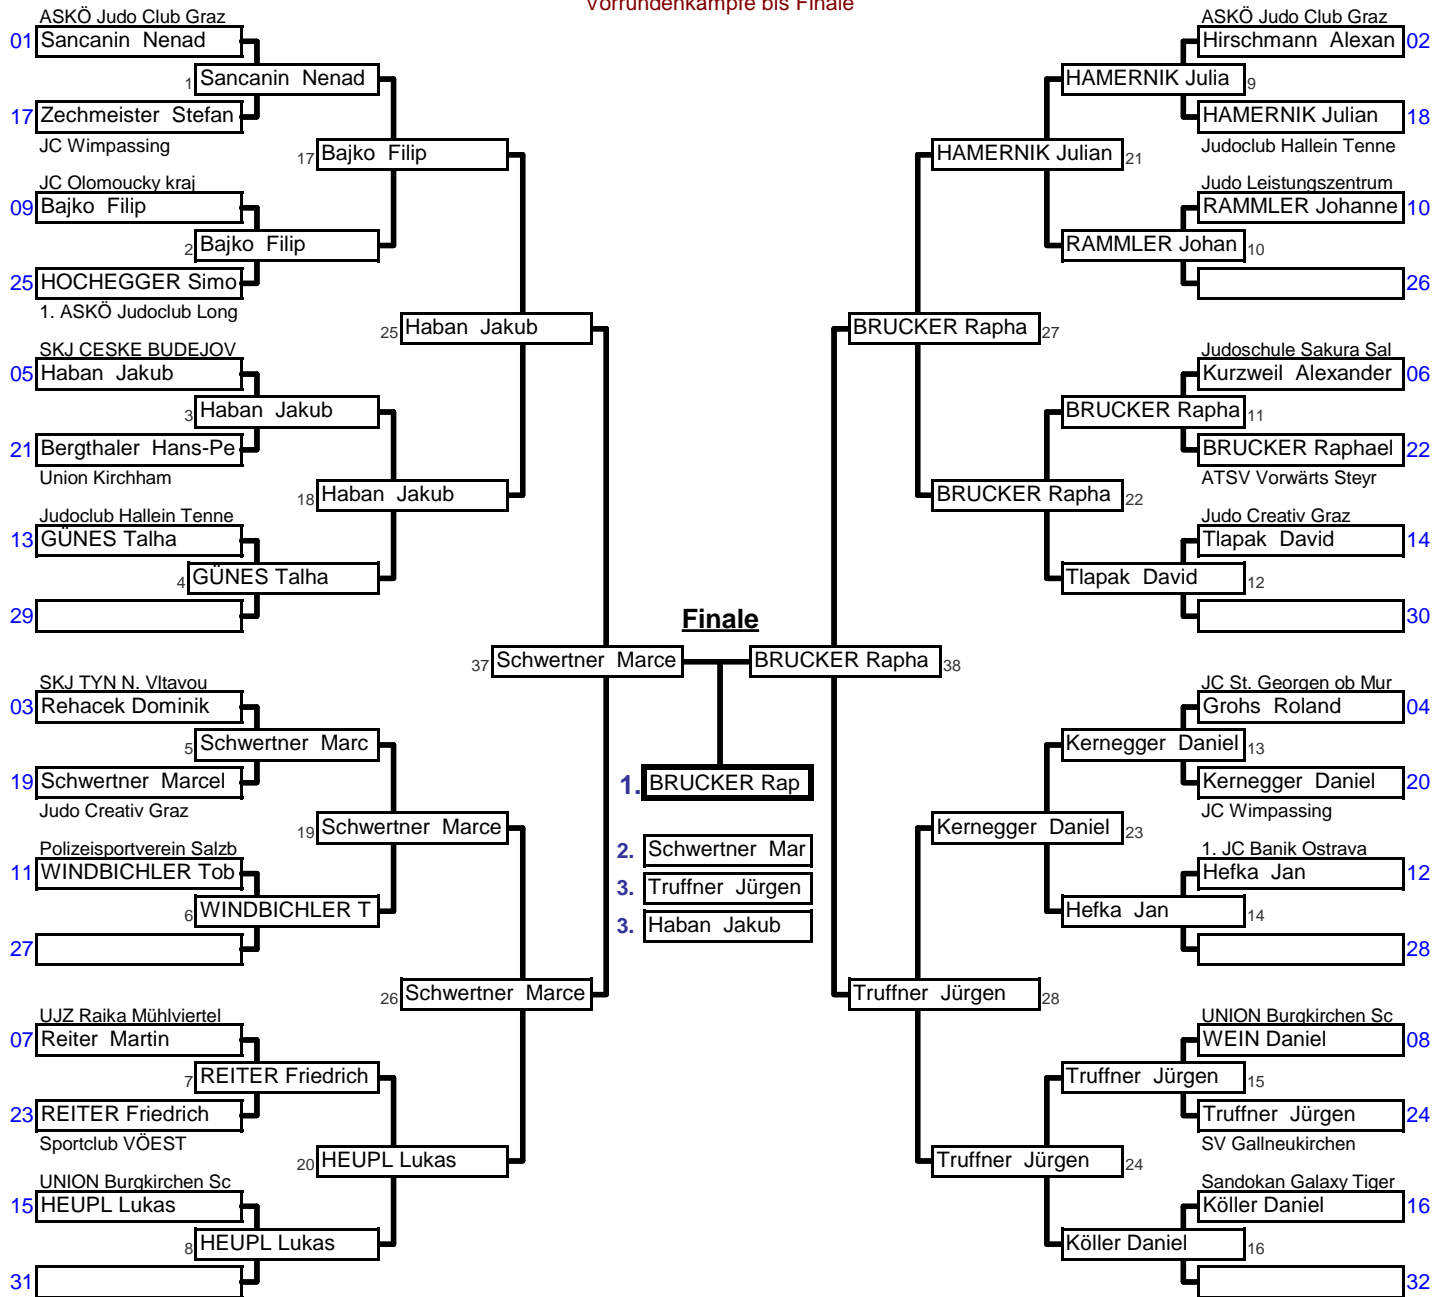 Vorrundenkämpfe bis Finale
ASKÖ Judo Club Graz
01 Sancanin Nenad
1 Sancanin Nenad
17 Zechmeister Stefan
JC Wimpassing
17 Bajko Filip
JC Olomoucky kraj
09 Bajko Filip
2 Bajko Filip
25 HOCHEGGER Simo
1. ASKÖ Judoclub Long
25 Haban Jakub
SKJ CESKE BUDEJOV
05 Haban Jakub
3 Haban Jakub
21 Bergthaler Hans-Pe
Union Kirchham
18 Haban Jakub
Judoclub Hallein Tenne
13 GÜNES Talha
4 GÜNES Talha
29
37 Schwertner Marce
SKJ TYN N. Vltavou
03 Rehacek Dominik
5 Schwertner Marc
19 Schwertner Marcel
Judo Creativ Graz
19 Schwertner Marce
Polizeisportverein Salzb
11 WINDBICHLER Tob
6 WINDBICHLER T
27
26 Schwertner Marce
UJZ Raika Mühlviertel
07 Reiter Martin
7 REITER Friedrich
23 REITER Friedrich
Sportclub VÖEST
20 HEUPL Lukas
UNION Burgkirchen Sc
15 HEUPL Lukas
8 HEUPL Lukas
31
Finale
1. BRUCKER Rap
2. Schwertner Mar
3. Truffner Jürgen
3. Haban Jakub
ASKÖ Judo Club Graz
Hirschmann Alexan 02
HAMERNIK Julia 9
HAMERNIK Julian 18
Judoclub Hallein Tenne
HAMERNIK Julian 21
Judo Leistungszentrum
RAMMLER Johanne 10
RAMMLER Johan 10
26
BRUCKER Rapha 27
Judoschule Sakura Sal
Kurzweil Alexander 06
BRUCKER Rapha 11
BRUCKER Raphael 22
ATSV Vorwärts Steyr
BRUCKER Rapha 22
Judo Creativ Graz
Tlapak David 14
Tlapak David 12
30
BRUCKER Rapha 38
JC St. Georgen ob Mur
Grohs Roland 04
Kernegger Daniel 13
Kernegger Daniel 20
JC Wimpassing
Kernegger Daniel 23
1. JC Banik Ostrava
Hefka Jan 12
Hefka Jan 14
28
Truffner Jürgen 28
UNION Burgkirchen Sc
WEIN Daniel 08
Truffner Jürgen 15
Truffner Jürgen 24
SV Gallneukirchen
Truffner Jürgen 24
Sandokan Galaxy Tiger
Köller Daniel 16
Köller Daniel 16
32